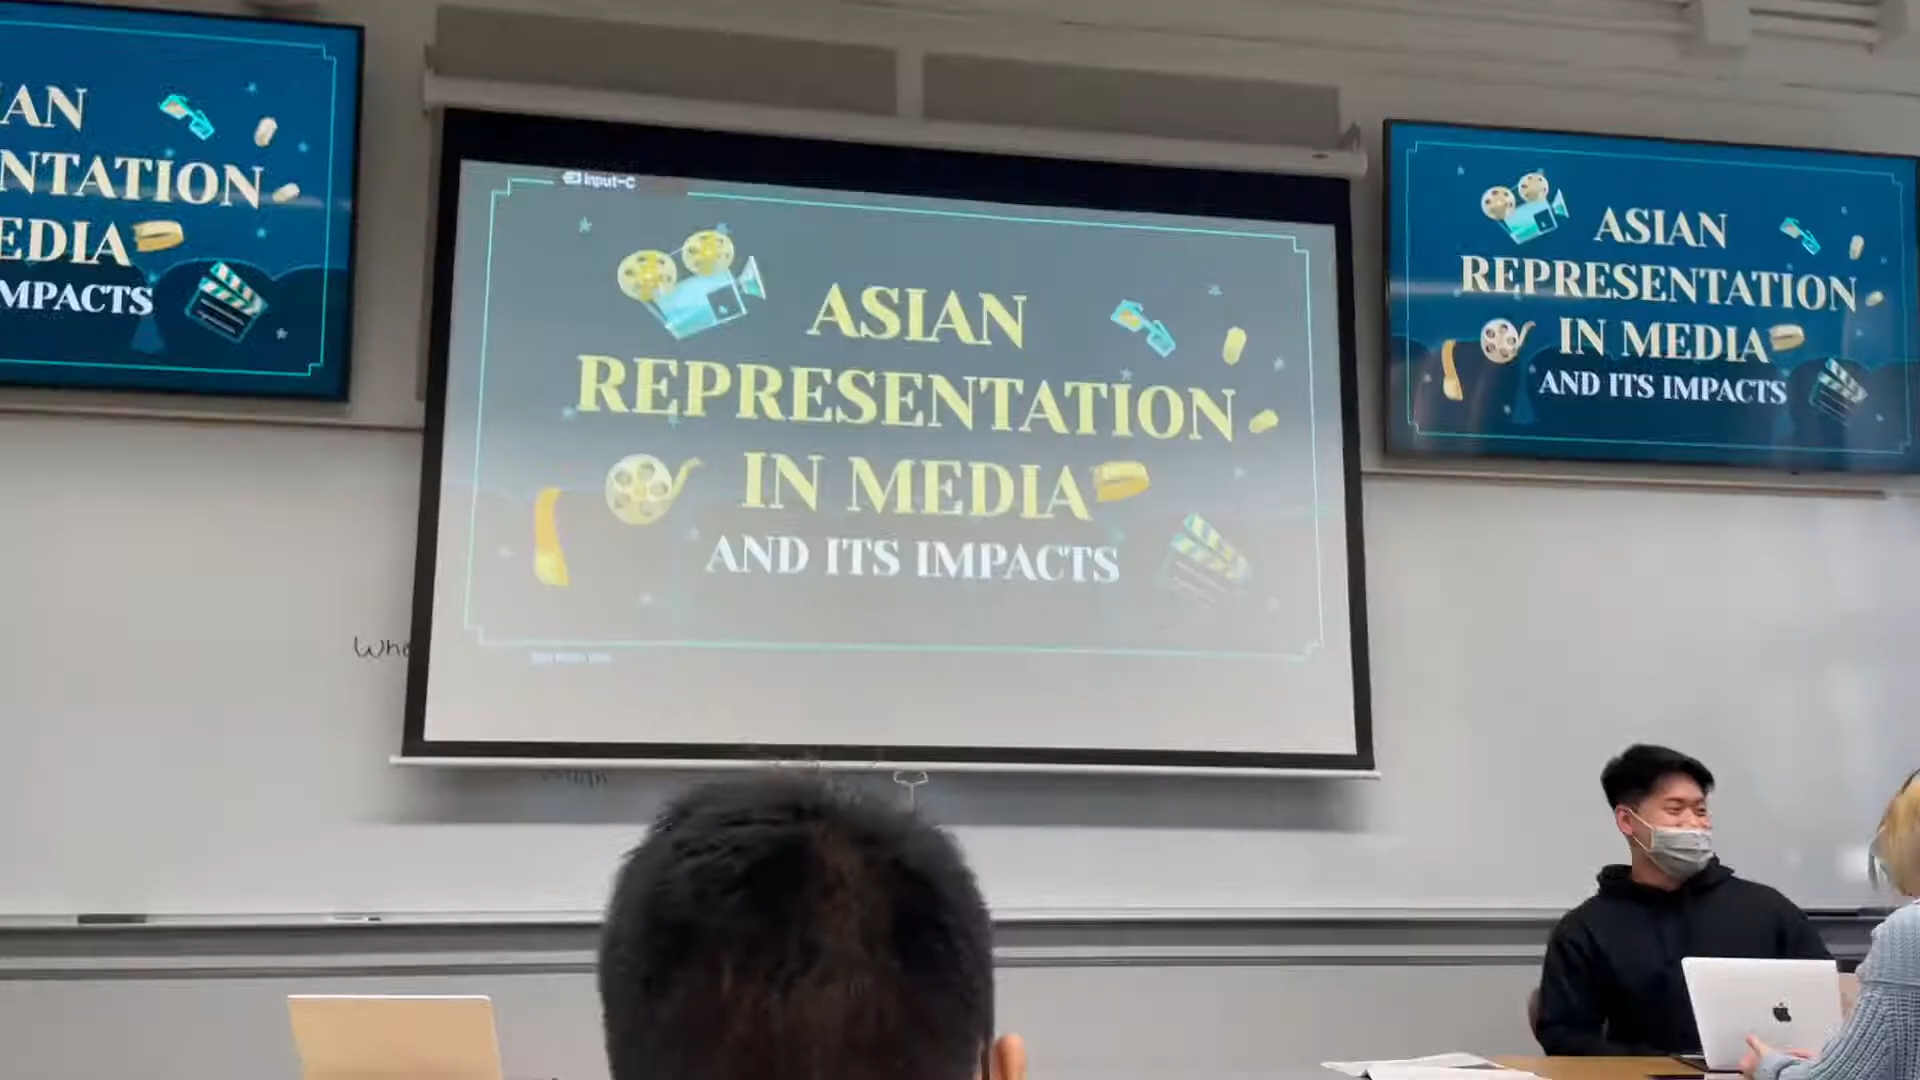 AN
NTATION
EDIA
MPACTS
Input-C
ASIAN
REPRESENTATION
IN MEDIA
AND ITS IMPACTS
ASIAN
REPRESENTATION
IN MEDIA
AND ITS IMPACTS
Wha